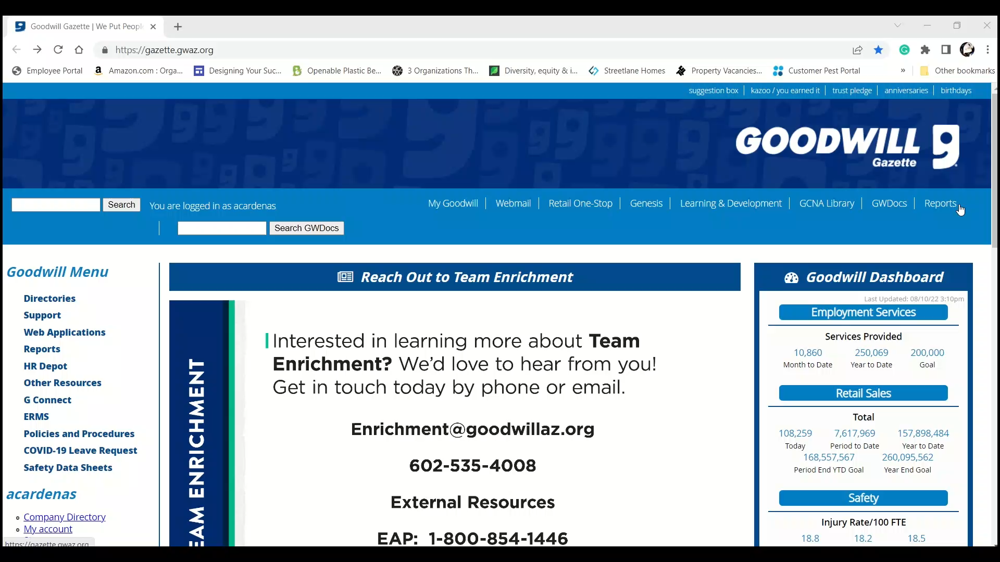 Goodwill Gazette | We Put Peopl
https://gazette.gwaz.org
Employee Portal
Amazon.com : Orga...
Designing Your Suc...
Openable Plastic Be...
3 Organizations Th...
Diversity, equity & i...
Streetlane Homes
Property Vacancies...
Customer Pest Portal
»
Other bookmarks
suggestion box
kazoo / you earned it
trust pledge
anniversaries
birthdays
GOODWILL
Gazette
Search
You are logged in as acardenas
My Goodwill
Webmail
Retail One-Stop
Genesis
Learning & Development
GCNA Library
GWDocs
Reports
Search GWDocs
Goodwill Menu
Directories
Support
Web Applications
Reports
HR Depot
Other Resources
G Connect
ERMS
Policies and Procedures
COVID-19 Leave Request
Safety Data Sheets
acardenas
Company Directory
My account
https://gazette.gwaz.org
Reach Out to Team Enrichment
TEAM ENRICHMENT
Interested in learning more about Team
Enrichment? We'd love to hear from you!
Get in touch today by phone or email.
Enrichment@goodwillaz.org
602-535-4008
External Resources
EAP: 1-800-854-1446
Goodwill Dashboard
Last Updated: 08/10/22 3:10pm
Employment Services
Services Provided
10,860 250,069 200,000
Month to Date Year to Date Goal
Retail Sales
Total
108,259 7,617,969 157,898,484
Today Period to Date Year to Date
168,557,567 260,095,562
Period End YTD Goal Year End Goal
Safety
Injury Rate/100 FTE
18.8 18.2 18.5